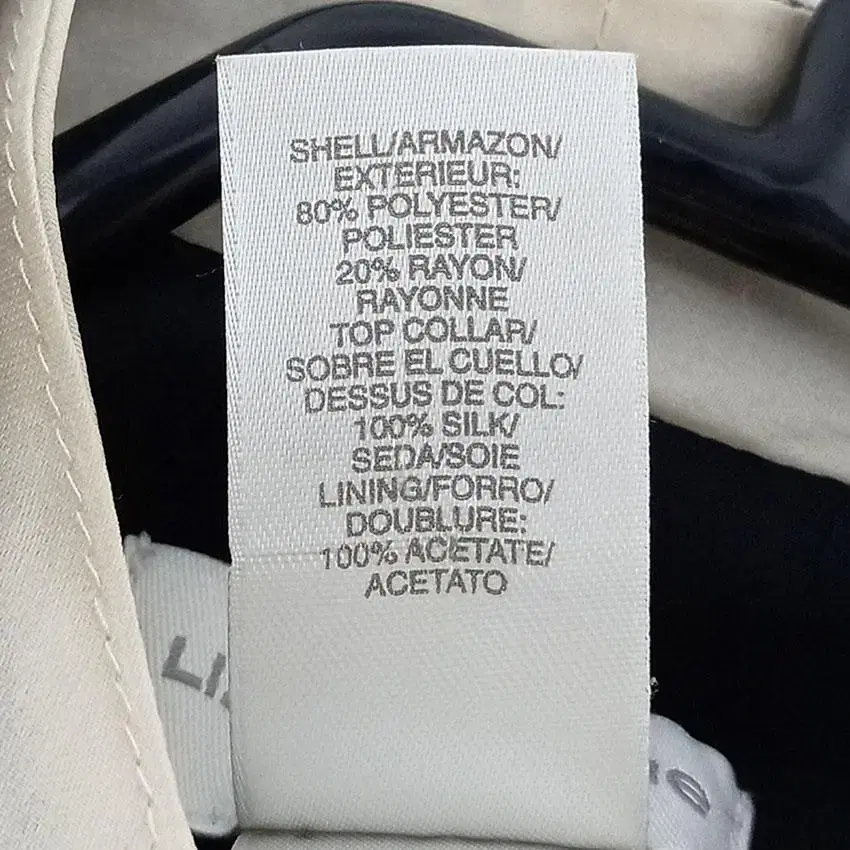 SHELL/ARMAZON/
EXTERIEUR:
80% POLYESTER/
POLIESTER
20% RAYON/
RAYONNE
TOP COLLAR/
SOBRE EL CUELLO/
DESSUS DE COL:
100% SILK/
SEDA/SOIE
LINING/FORRO/
DOUBLURE:
100% ACETATE/
ACETATO